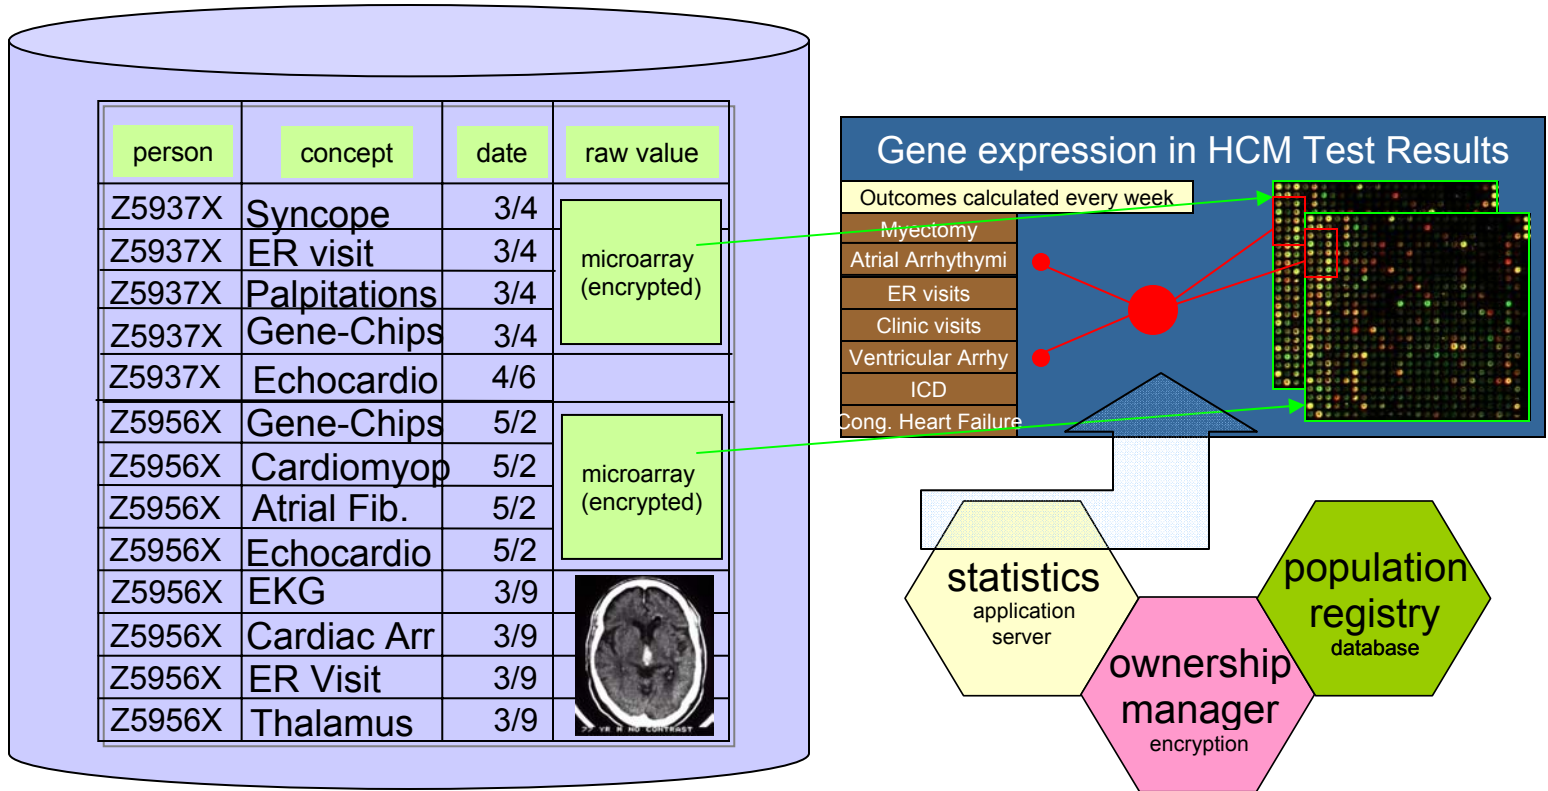 person concept date raw value
Z5937X Syncope 3/4
Z5937X ER visit 3/4
Z5937X Palpitations 3/4
Z5937X Gene-Chips 3/4
microarray
(encrypted)
Z5937X Echocardio 4/6
Z5956X Gene-Chips 5/2
Z5956X Cardiomyop 5/2
Z5956X Atrial Fib. 5/2
Z5956X Echocardio 5/2
microarray
(encrypted)
Z5956X EKG 3/9
Z5956X Cardiac Arr 3/9
Z5956X ER Visit 3/9
Z5956X Thalamus 3/9
?? YR M NO CONTRAST
Gene expression in HCM Test Results
Outcomes calculated every week
Myectomy
Atrial Arrhythymi
ER visits
Clinic visits
Ventricular Arrhy
ICD
Cong. Heart Failure
statistics
application
server
ownership
manager
encryption
population
registry
database